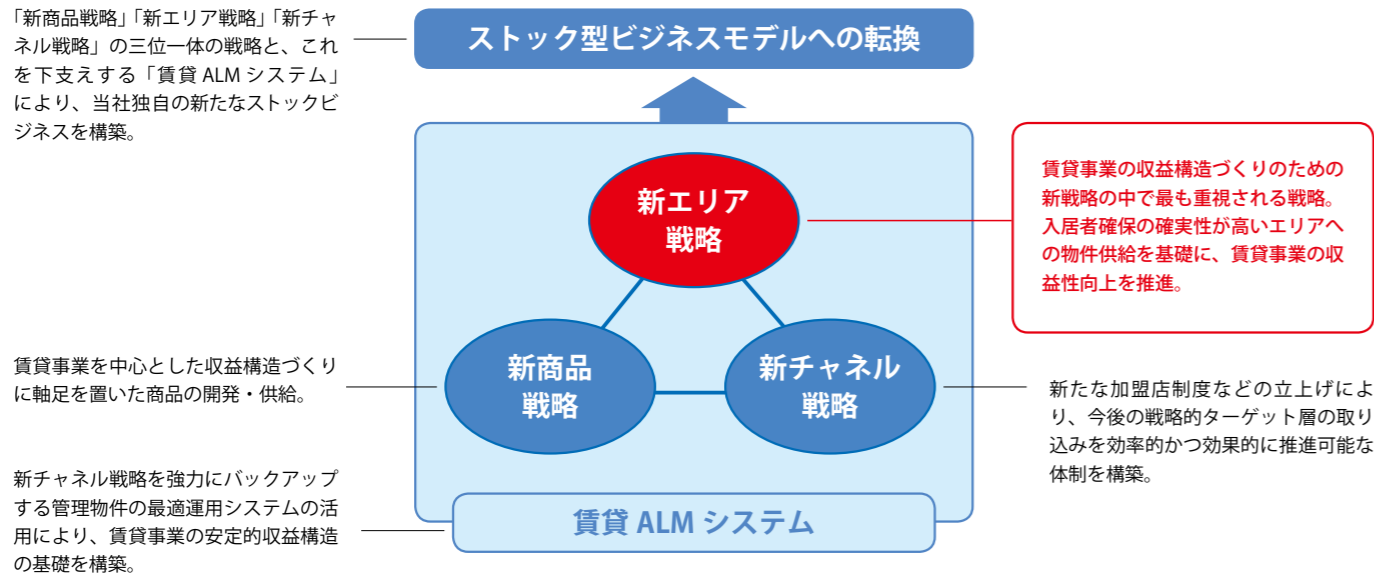 「新商品戦略」「新エリア戦略」「新チャ
ネル戦略」の三位一体の戦略と、これ
を下支えする「賃貸 ALM システム」
により、当社独自の新たなストックビ
ジネスを構築。
ストック型ビジネスモデルへの転換
新エリア
戦略
賃貸事業の収益構造づくりのための
新戦略の中で最も重視される戦略。
入居者確保の確実性が高いエリアへ
の物件供給を基礎に、賃貸事業の収
益性向上を推進。
賃貸事業を中心とした収益構造づくり
に軸足を置いた商品の開発・供給。
新商品
戦略
新チャネル
戦略
新たな加盟店制度などの立上げによ
り、今後の戦略的ターゲット層の取り
込みを効率的かつ効果的に推進可能な
体制を構築。
新チャネル戦略を強力にバックアップ
する管理物件の最適運用システムの活
用により、賃貸事業の安定的収益構造
の基礎を構築。
賃貸 ALM システム